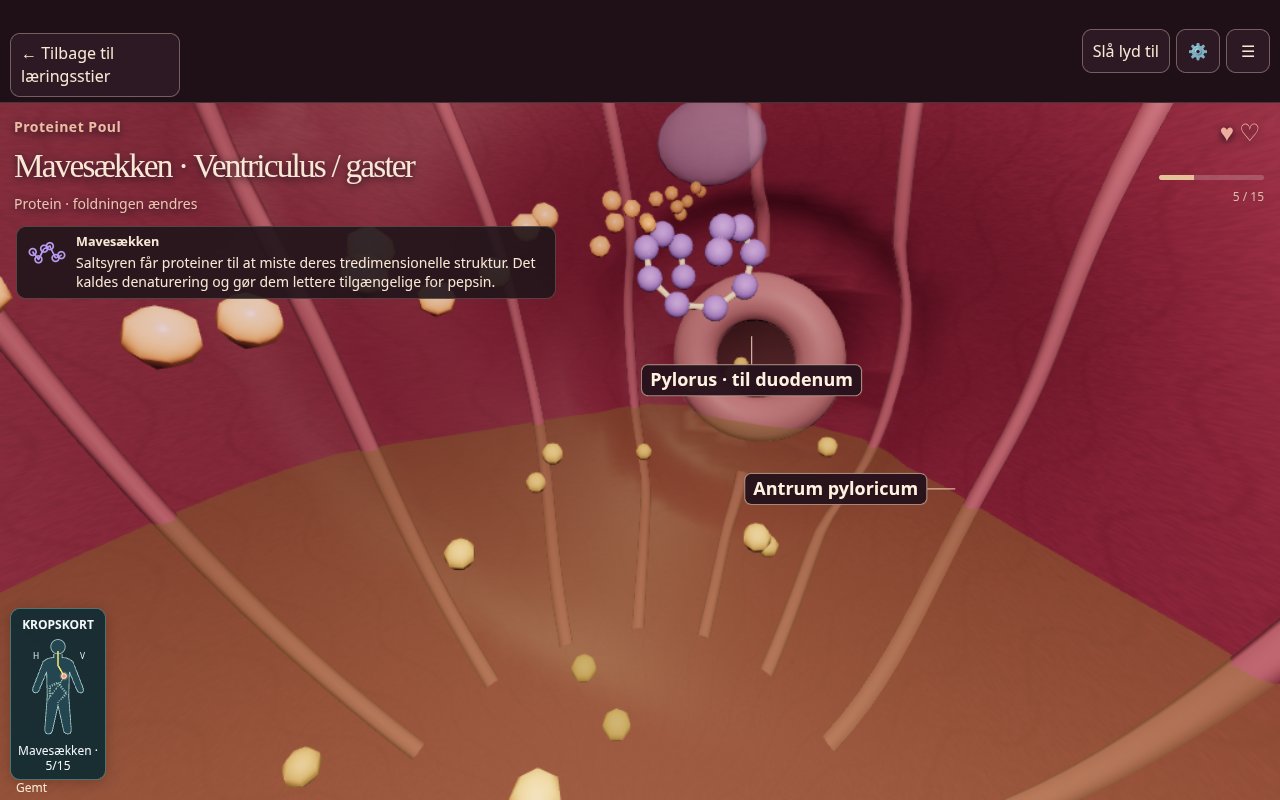 ← Tilbage til
læringsstier
Slå lyd til
Proteinet Poul
Mavesækken · Ventriculus / gaster
Protein · foldningen ændres
5 / 15
Mavesækken
Saltsyren får proteiner til at miste deres tredimensionelle struktur. Det
kaldes denaturering og gør dem lettere tilgængelige for pepsin.
Pylorus · til duodenum
Antrum pyloricum
KROPSKORT
H V
Mavesækken ·
5/15
Gemt